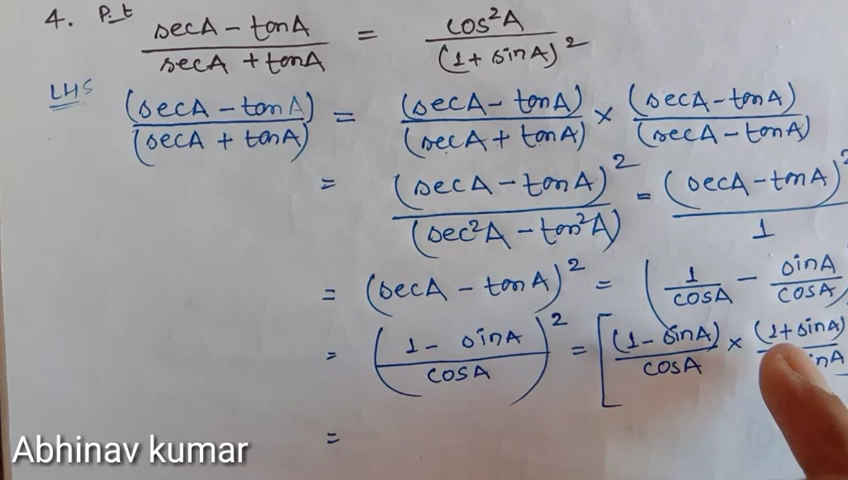 4. P.t (secA - tanA)/(secA + tanA) = cos²A/(1 + sinA)²
LHS (secA - tanA)/(secA + tanA) = (secA - tanA)/(secA + tanA) × (secA - tanA)/(secA - tanA)
= (secA - tanA)²/(sec²A - tan²A) = (secA - tanA)²/1
= (secA - tanA)² = (1/cosA - sinA/cosA
= (1 - sinA/cosA)² = [(1 - sinA)/cosA × (1 + sinA)/inA
=
Abhinav kumar